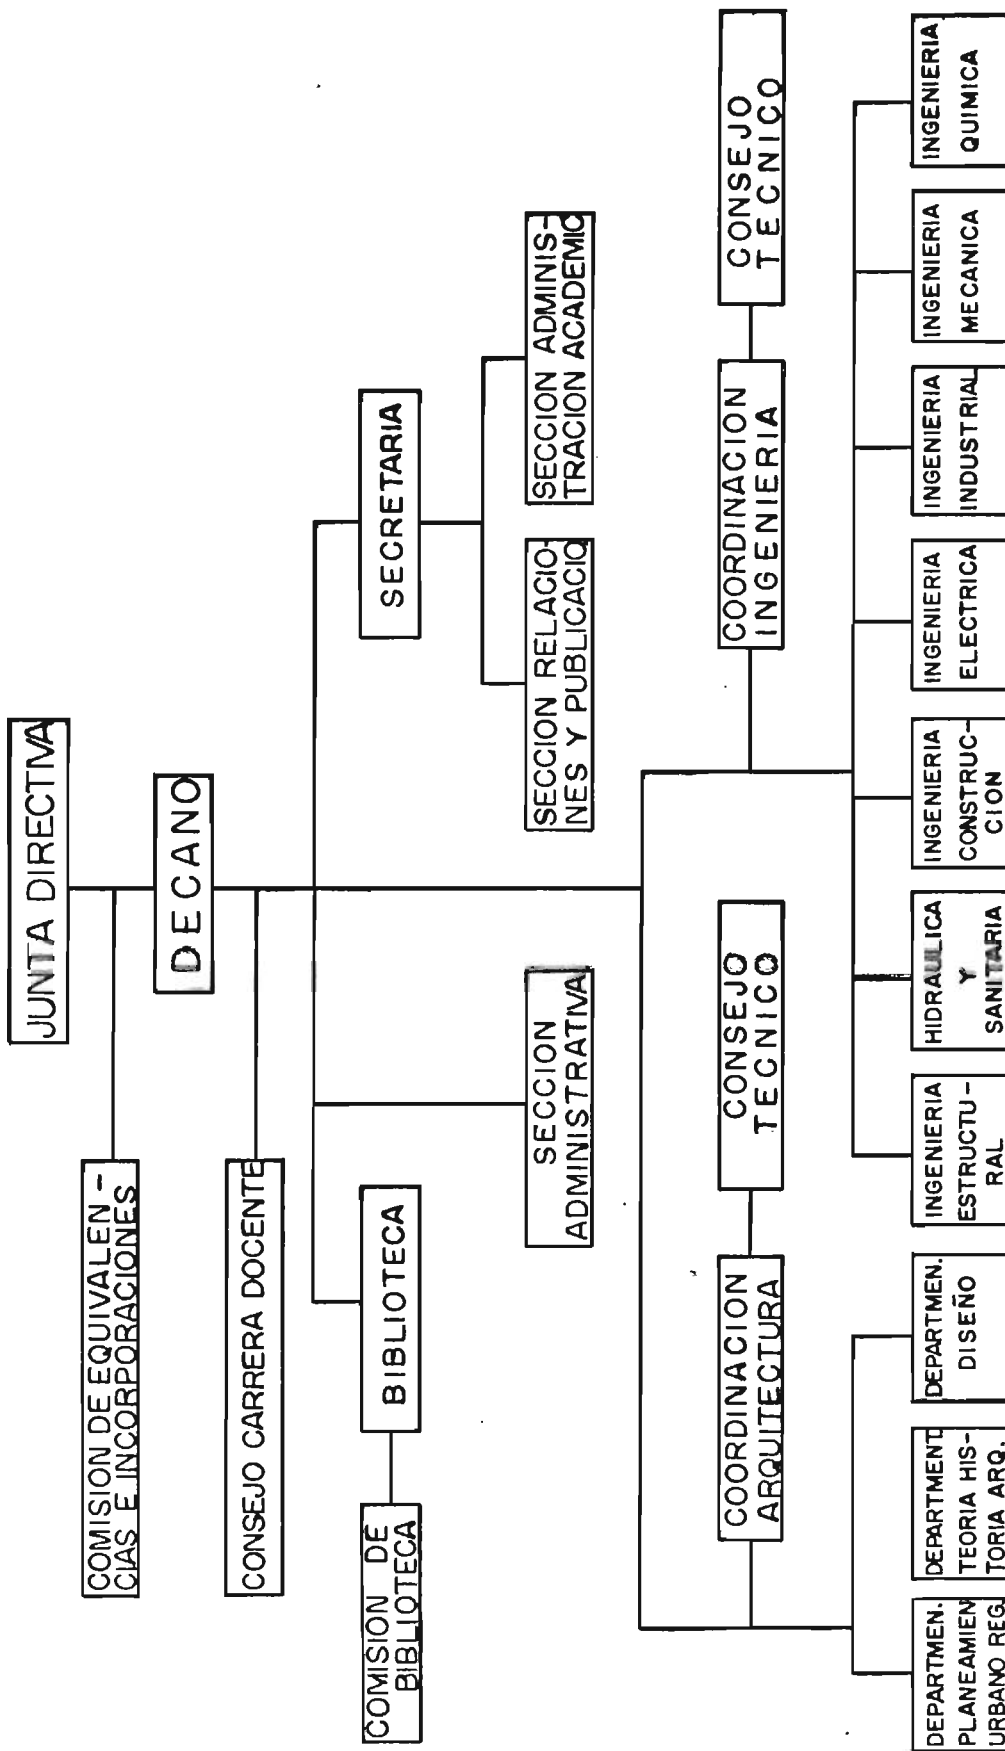 JUNTA DIRECTIVA
COMISION DE EQUIVALEN-
CIAS E INCORPORACIONES
DECANO
CONSEJO CARRERA DOCENTE
COMISION DE
BIBLIOTECA
BIBLIOTECA
SECRETARIA
SECCION
ADMINISTRATIVA
SECCION RELACIO-
NES Y PUBLICACIO
SECCION ADMINIS-
TRACION ACADEMIC
COORDINACION
ARQUITECTURA
CONSEJO
TECNICO
COORDINACION
INGENIERIA
CONSEJO
TECNICO
DEPARTMEN.
PLANEAMIEN
URBANO REG.
DEPARTMENT
TEORIA HIS-
TORIA ARQ.
DEPARTMEN.
DISEÑO
INGENIERIA
ESTRUCTU-
RAL
HIDRAULICA
Y
SANITARIA
INGENIERIA
CONSTRUC-
CION
INGENIERIA
ELECTRICA
INGENIERIA
INDUSTRIAL
INGENIERIA
MECANICA
INGENIERIA
QUIMICA